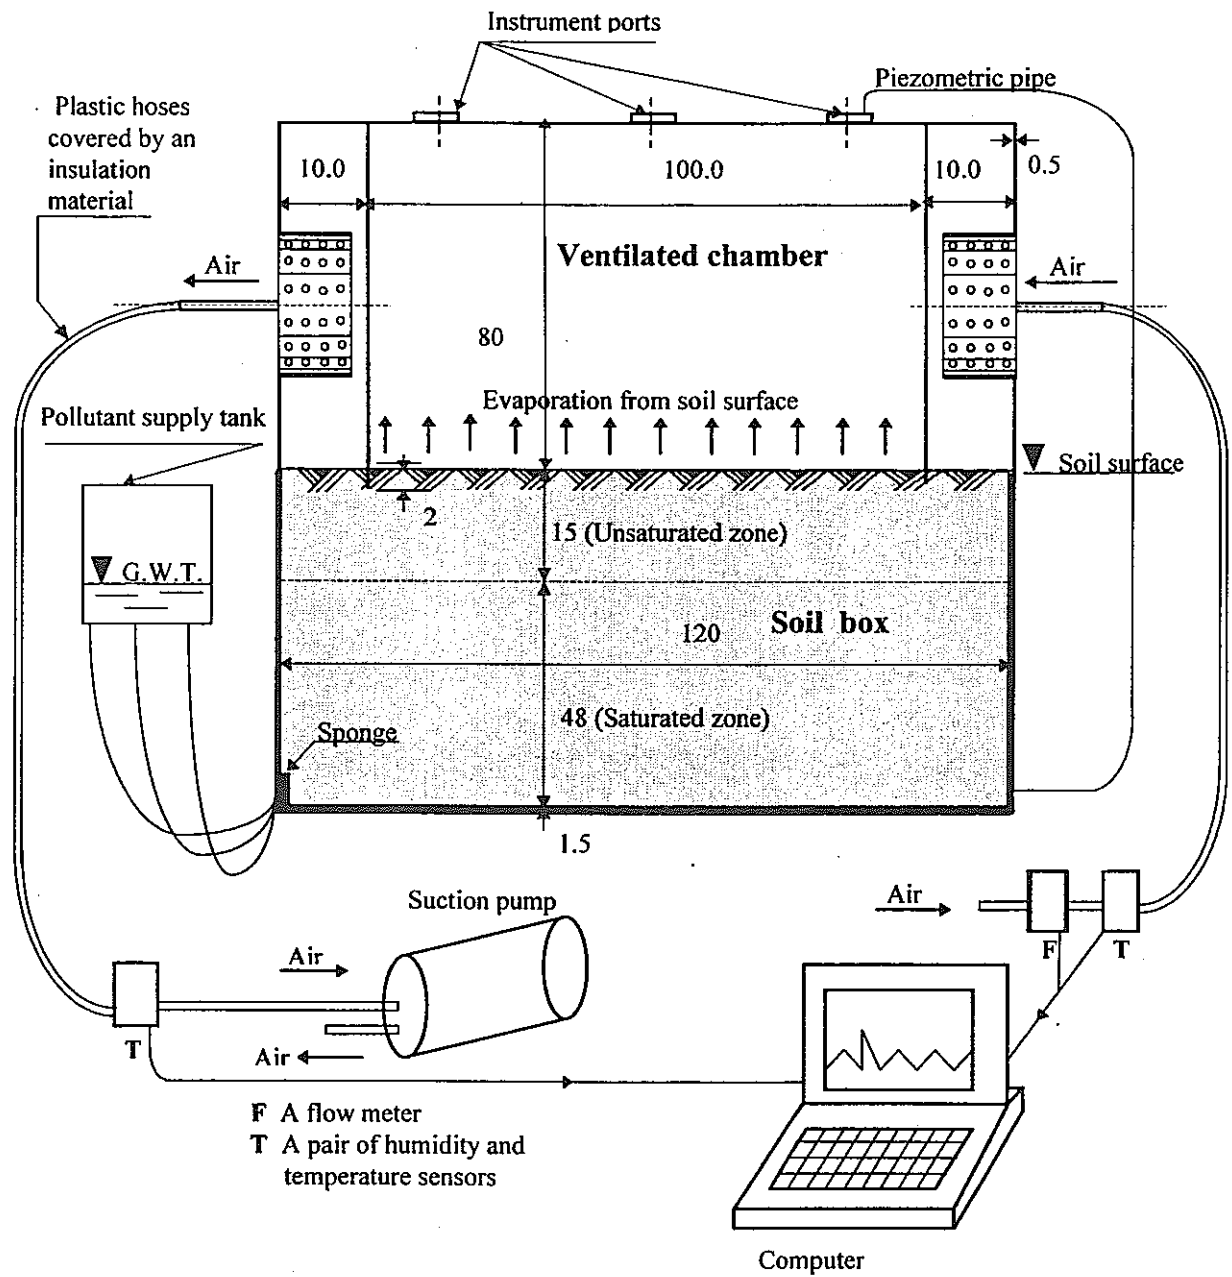 Instrument ports
Piezometric pipe
Plastic hoses
covered by an
insulation
material
10.0
100.0
10.0
0.5
Ventilated chamber
Air
Air
80
Evaporation from soil surface
Pollutant supply tank
Soil surface
2
15 (Unsaturated zone)
G.W.T.
Soil box
120
48 (Saturated zone)
Sponge
1.5
Suction pump
Air
Air
F
T
T
Air
F A flow meter
T A pair of humidity and
temperature sensors
Computer